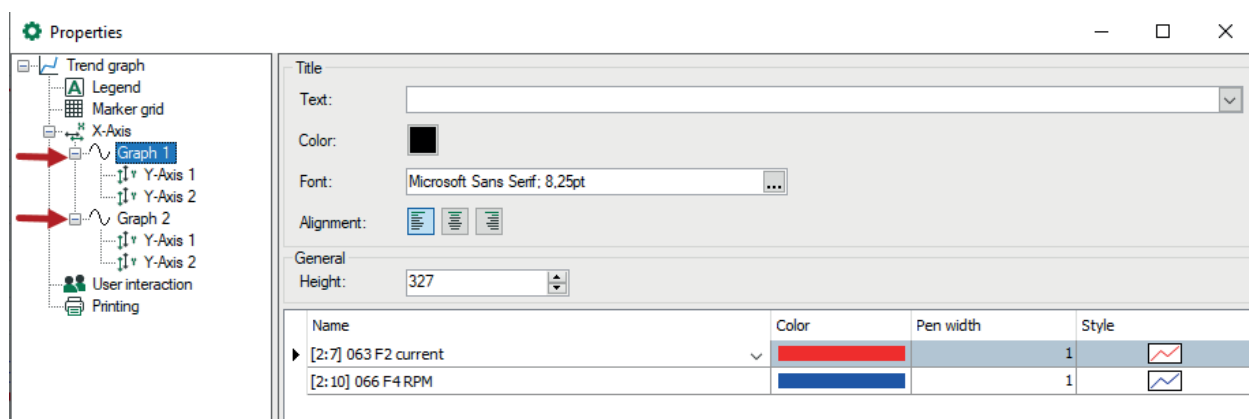 Properties
Trend graph
Legend
Marker grid
X-Axis
Graph 1
Y-Axis 1
Y-Axis 2
Graph 2
Y-Axis 1
Y-Axis 2
User interaction
Printing
Title
Text:
Color:
Font: Microsoft Sans Serif; 8,25pt ...
Alignment:
General
Height: 327
Name Color Pen width Style
[2:7] 063 F2 current 1
[2:10] 066 F4 RPM 1